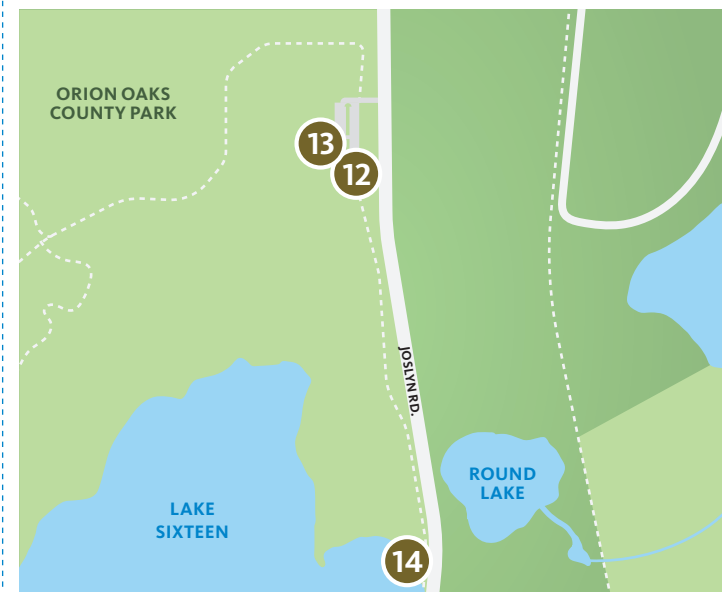 ORION OAKS
COUNTY PARK
13
12
JOSLYN RD.
ROUND
LAKE
LAKE
SIXTEEN
14